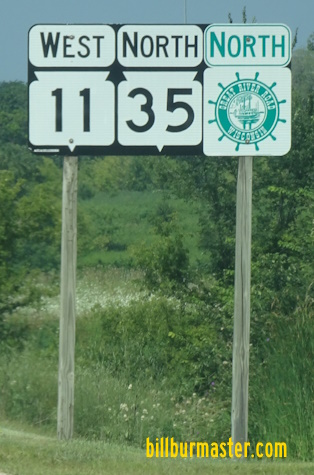 WEST NORTH NORTH
11 35
GREAT RIVER ROAD
WISCONSIN
billburmaster.com